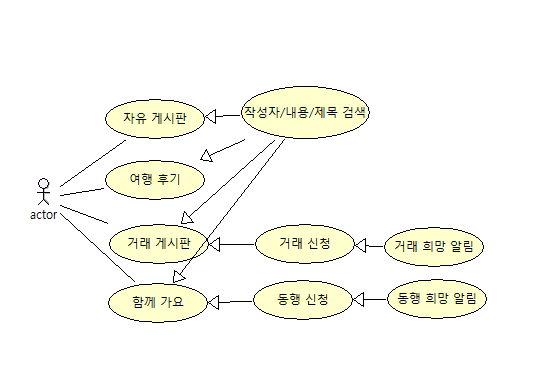 자유 게시판
작성자/내용/제목 검색
여행 후기
actor
거래 게시판
거래 신청
거래 희망 알림
함께 가요
동행 신청
동행 희망 알림